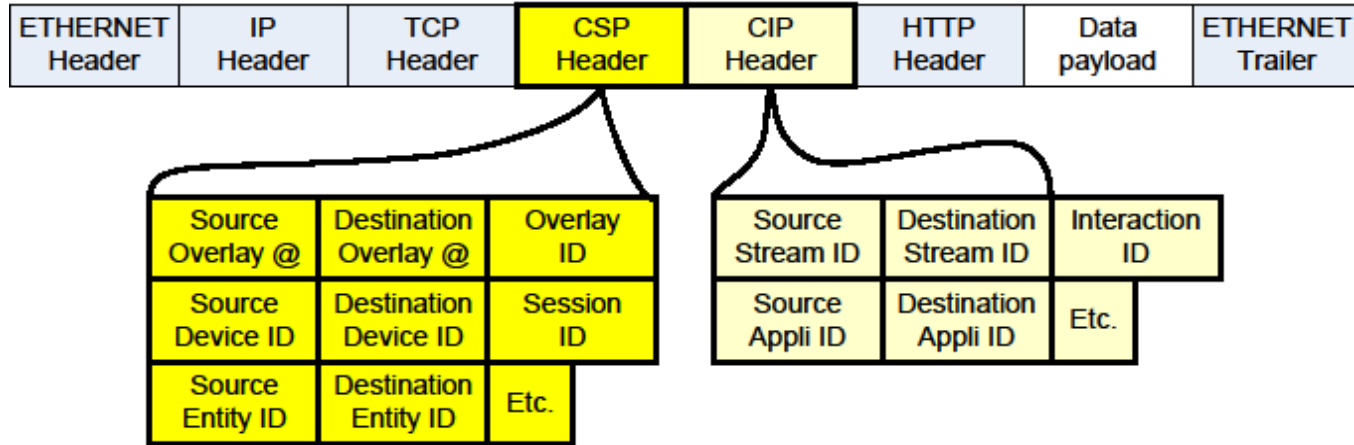 ETHERNET Header
IP Header
TCP Header
CSP Header
CIP Header
HTTP Header
Data payload
ETHERNET Trailer
Source Overlay @
Destination Overlay @
Overlay ID
Source Device ID
Destination Device ID
Session ID
Source Entity ID
Destination Entity ID
Etc.
Source Stream ID
Destination Stream ID
Interaction ID
Source Appli ID
Destination Appli ID
Etc.